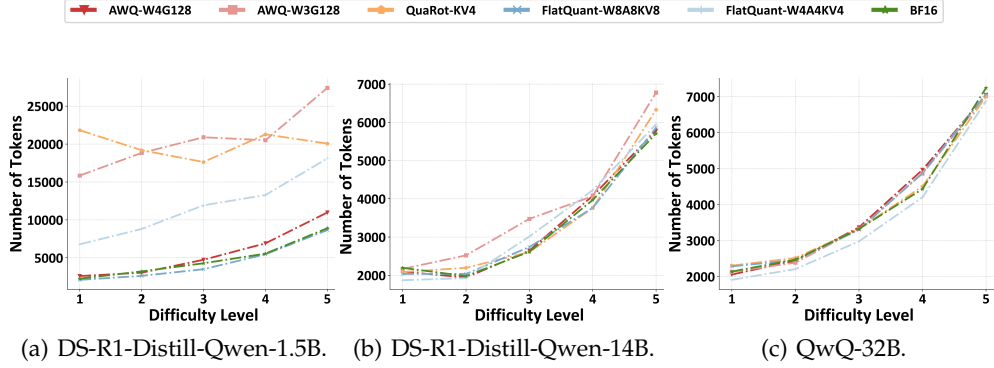 AWQ-W4G128 AWQ-W3G128 QuaRot-KV4 FlatQuant-W8A8KV8 FlatQuant-W4A4KV4 BF16
Number of Tokens
25000
20000
15000
10000
5000
1 2 3 4 5
Difficulty Level
(a) DS-R1-Distill-Qwen-1.5B.
Number of Tokens
7000
6000
5000
4000
3000
2000
1 2 3 4 5
Difficulty Level
(b) DS-R1-Distill-Qwen-14B.
Number of Tokens
7000
6000
5000
4000
3000
2000
1 2 3 4 5
Difficulty Level
(c) QwQ-32B.